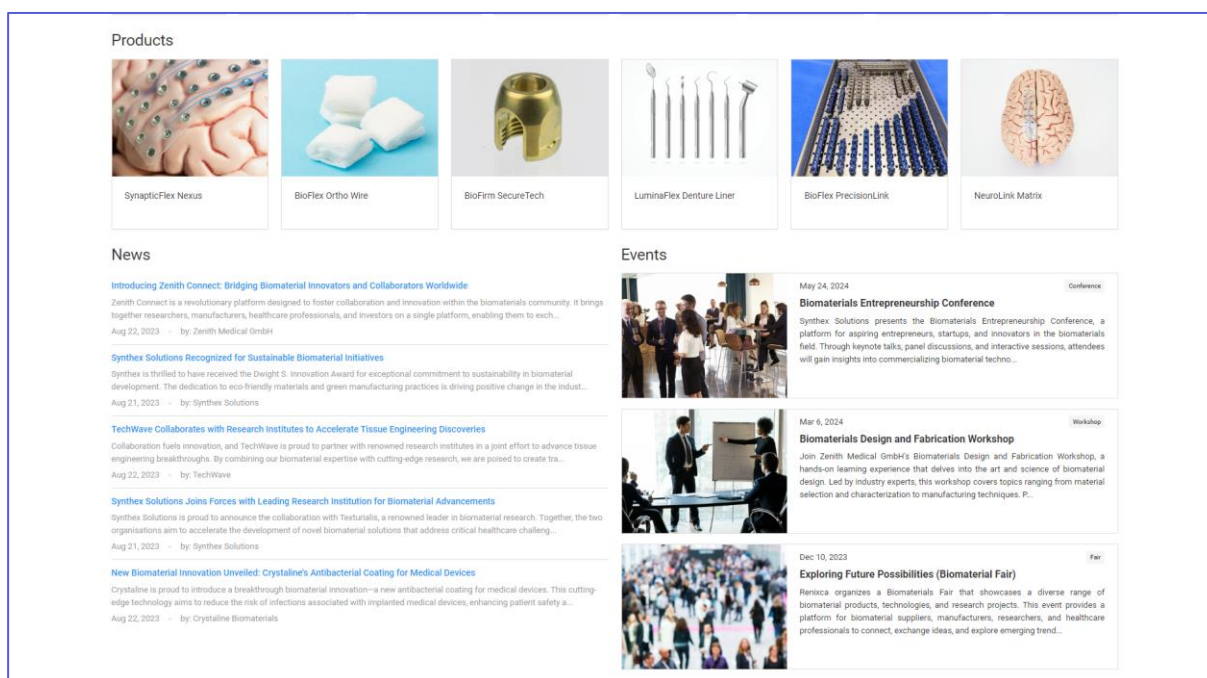 Products
SynapticFlex Nexus
BioFlex Ortho Wire
BioFirm SecureTech
LuminaFlex Denture Liner
BioFlex PrecisionLink
NeuroLink Matrix
News
Introducing Zenith Connect: Bridging Biomaterial Innovators and Collaborators Worldwide
Zenith Connect is a revolutionary platform designed to foster collaboration and innovation within the biomaterials community. It brings
together researchers, manufacturers, healthcare professionals, and investors on a single platform, enabling them to exch...
Aug 22, 2023 - by: Zenith Medical GmbH
Synthex Solutions Recognized for Sustainable Biomaterial Initiatives
Synthex is thrilled to have received the Dwight S. Innovation Award for exceptional commitment to sustainability in biomaterial
development. The dedication to eco-friendly materials and green manufacturing practices is driving positive change in the indust...
Aug 21, 2023 - by: Synthex Solutions
TechWave Collaborates with Research Institutes to Accelerate Tissue Engineering Discoveries
Collaboration fuels innovation, and TechWave is proud to partner with renowned research institutes in a joint effort to advance tissue
engineering breakthroughs. By combining our biomaterial expertise with cutting-edge research, we are poised to create tra...
Aug 22, 2023 - by: TechWave
Synthex Solutions Joins Forces with Leading Research Institution for Biomaterial Advancements
Synthex Solutions is proud to announce the collaboration with Texturialis, a renowned leader in biomaterial research. Together, the two
organisations aim to accelerate the development of novel biomaterial solutions that address critical healthcare challeng...
Aug 21, 2023 - by: Synthex Solutions
New Biomaterial Innovation Unveiled: Crystaline's Antibacterial Coating for Medical Devices
Crystaline is proud to introduce a breakthrough biomaterial innovation—a new antibacterial coating for medical devices. This cutting-
edge technology aims to reduce the risk of infections associated with implanted medical devices, enhancing patient safety a...
Aug 22, 2023 - by: Crystaline Biomaterials
Events
May 24, 2024 Conference
Biomaterials Entrepreneurship Conference
Synthex Solutions presents the Biomaterials Entrepreneurship Conference, a
platform for aspiring entrepreneurs, startups, and innovators in the biomaterials
field. Through keynote talks, panel discussions, and interactive sessions, attendees
will gain insights into commercializing biomaterial techno...
Mar 6, 2024 Workshop
Biomaterials Design and Fabrication Workshop
Join Zenith Medical GmbH's Biomaterials Design and Fabrication Workshop, a
hands-on learning experience that delves into the art and science of biomaterial
design. Led by industry experts, this workshop covers topics ranging from material
selection and characterization to manufacturing techniques. P...
Dec 10, 2023 Fair
Exploring Future Possibilities (Biomaterial Fair)
Renixca organizes a Biomaterials Fair that showcases a diverse range of
biomaterial products, technologies, and research projects. This event provides a
platform for biomaterial suppliers, manufacturers, researchers, and healthcare
professionals to connect, exchange ideas, and explore emerging trend...